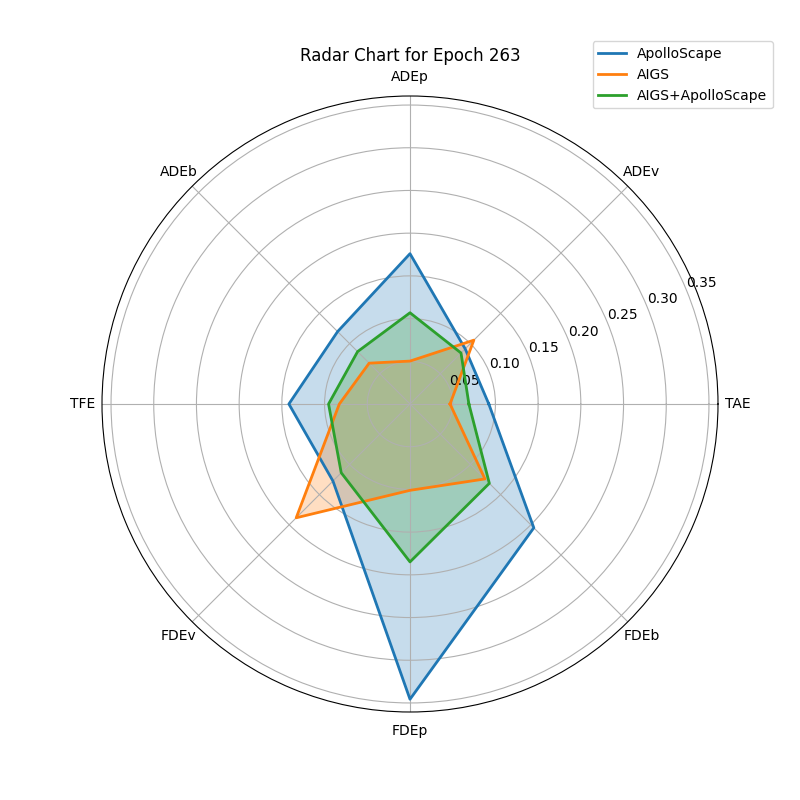 Radar Chart for Epoch 263
ApolloScape
AIGS
AIGS+ApolloScape
ADEp
ADEb
ADEv
0.35
0.30
0.25
0.20
0.15
0.10
0.05
TFE
TAE
FDEv
FDEb
FDEp